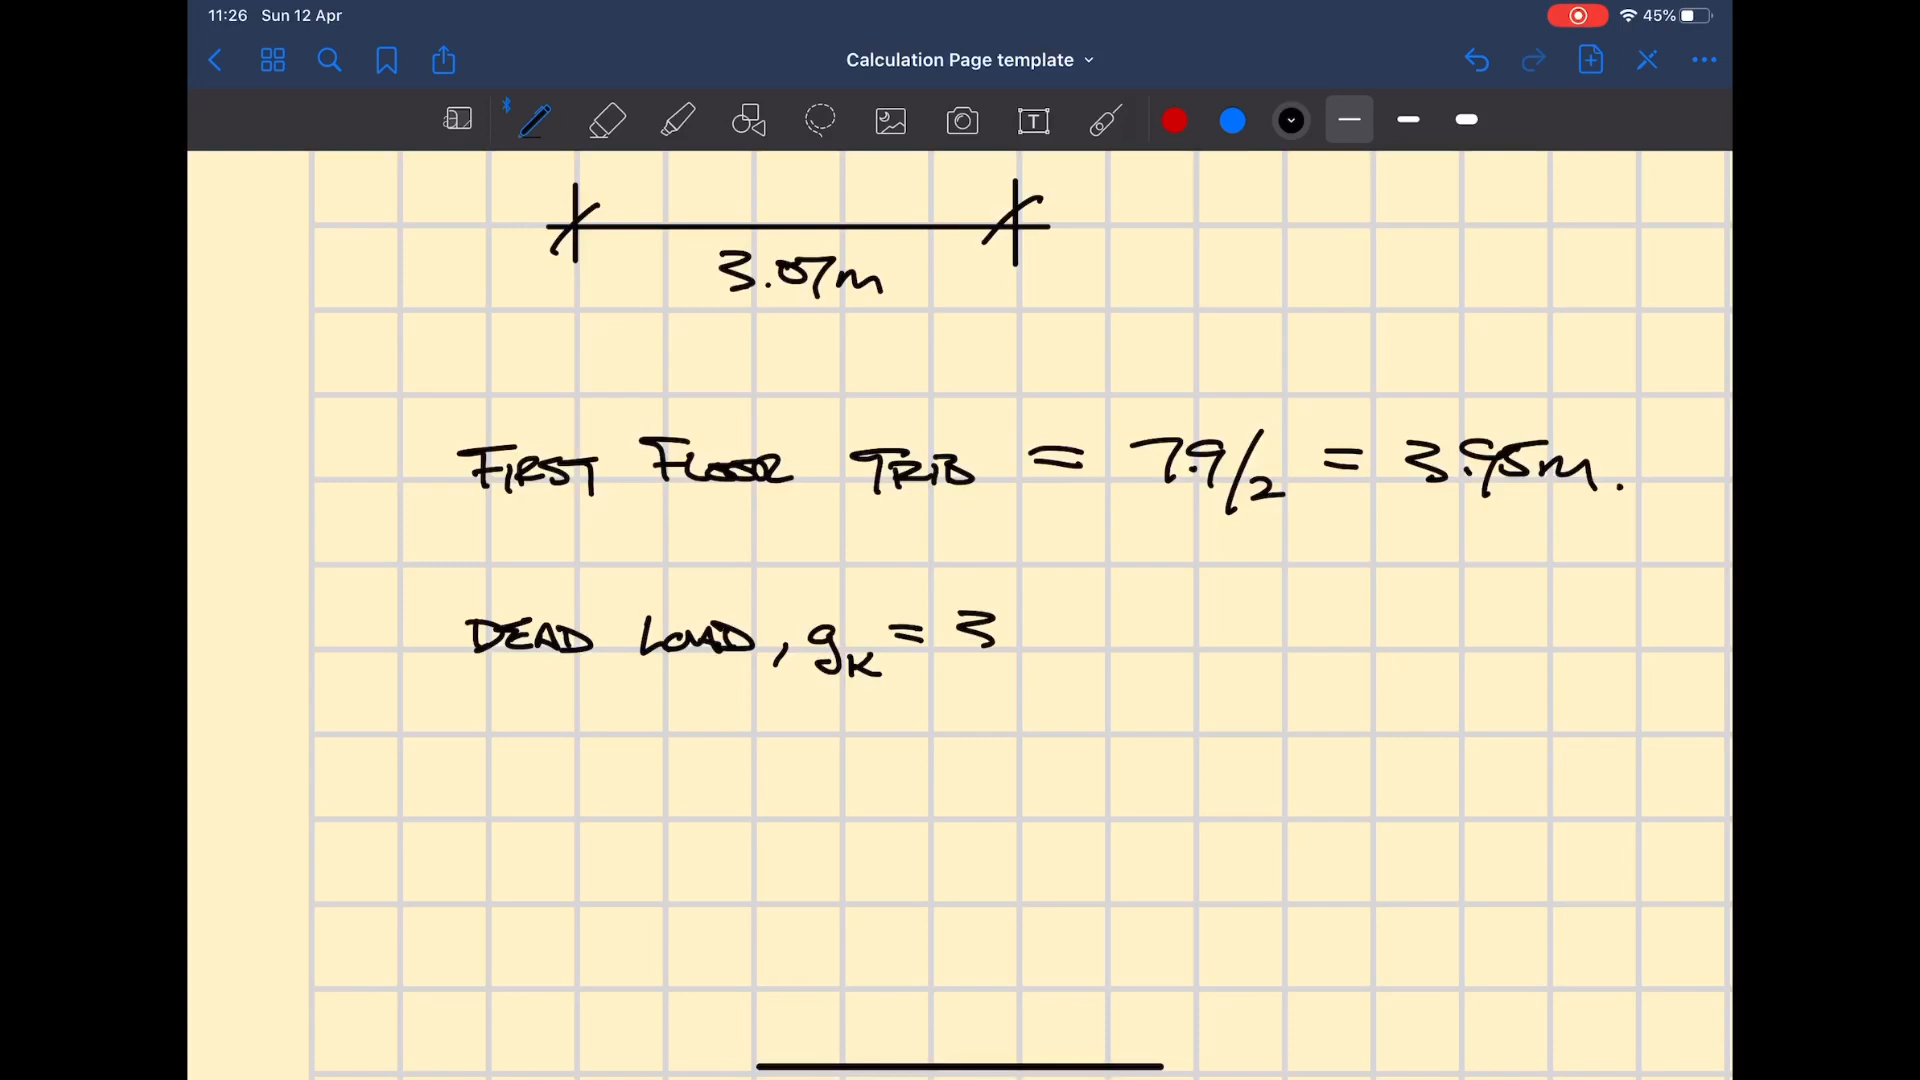 11:26 Sun 12 Apr 45%
Calculation Page template
T
3.07m
FIRST FLOOR TRIB = 7.9/2 = 3.95m.
DEAD LOAD, gk = 3